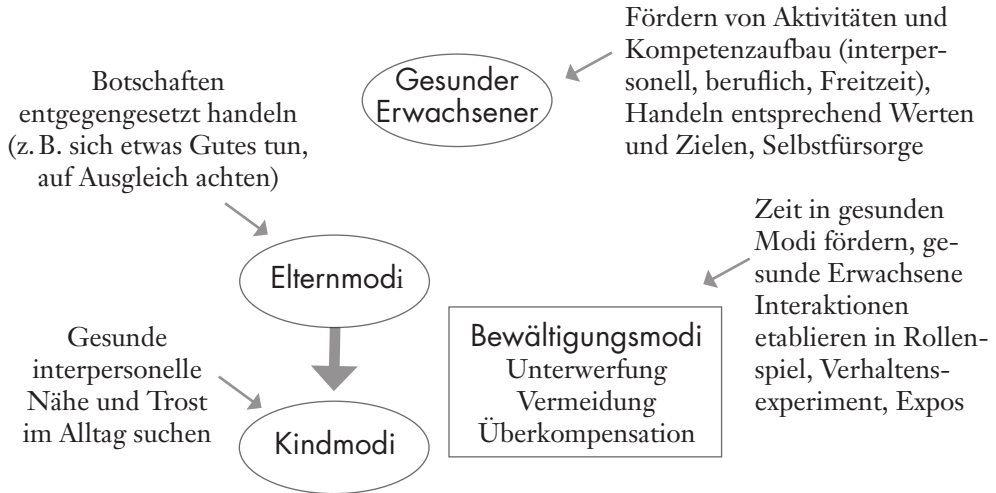 Fördern von Aktivitäten und
Kompetenzaufbau (interper-
sonell, beruflich, Freitzeit),
Handeln entsprechend Werten
und Zielen, Selbstfürsorge
Gesunder
Erwachsener
Botschaften
entgegengesetzt handeln
(z. B. sich etwas Gutes tun,
auf Ausgleich achten)
Elternmodi
Zeit in gesunden
Modi fördern, ge-
sunde Erwachsene
Interaktionen
etablieren in Rollen-
spiel, Verhaltens-
experiment, Expos
Bewältigungsmodi
Unterwerfung
Vermeidung
Überkompensation
Gesunde
interpersonelle
Nähe und Trost
im Alltag suchen
Kindmodi